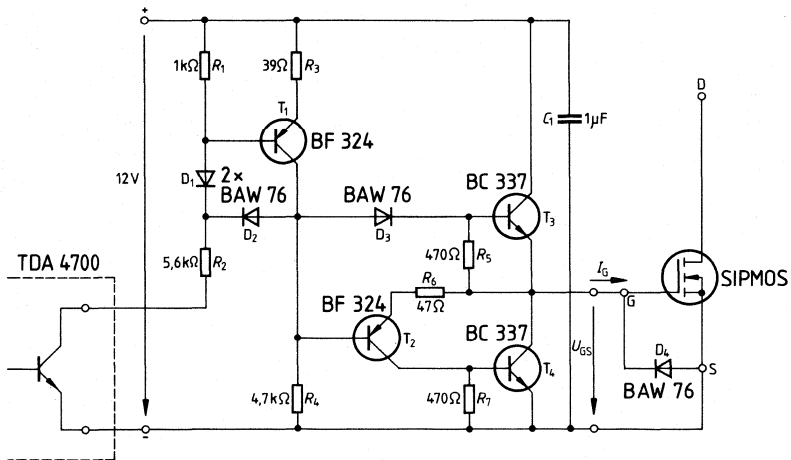 +
1kΩ R₁
39Ω R₃
T₁
BF 324
C₁ 1μF
D
12V
D₁ 2×
BAW 76
D₂
BAW 76
D₃
BC 337
T₃
TDA 4700
5,6kΩ R₂
470Ω R₅
R₆
47Ω
I_G
G
SIPMOS
BF 324
T₂
BC 337
T₄
U_GS
D₄
BAW 76
S
4,7kΩ R₄
470Ω R₇
-